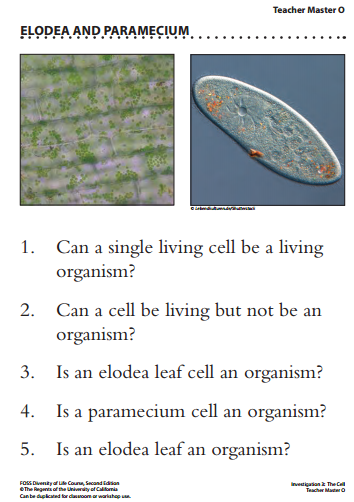 Teacher Master O
ELODEA AND PARAMECIUM
© Lebendkulturen.de/Shutterstock
1. Can a single living cell be a living
organism?
2. Can a cell be living but not be an
organism?
3. Is an elodea leaf cell an organism?
4. Is a paramecium cell an organism?
5. Is an elodea leaf an organism?
FOSS Diversity of Life Course, Second Edition
© The Regents of the University of California
Can be duplicated for classroom or workshop use.
Investigation 3: The Cell
Teacher Master O